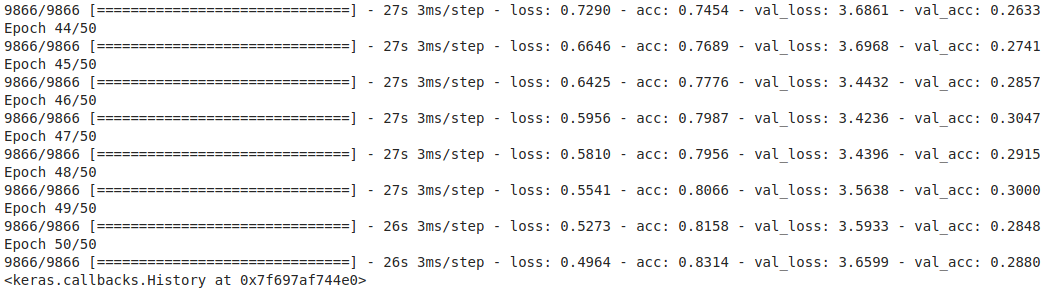 9866/9866 [==============================] - 27s 3ms/step - loss: 0.7290 - acc: 0.7454 - val_loss: 3.6861 - val_acc: 0.2633
Epoch 44/50
9866/9866 [==============================] - 27s 3ms/step - loss: 0.6646 - acc: 0.7689 - val_loss: 3.6968 - val_acc: 0.2741
Epoch 45/50
9866/9866 [==============================] - 27s 3ms/step - loss: 0.6425 - acc: 0.7776 - val_loss: 3.4432 - val_acc: 0.2857
Epoch 46/50
9866/9866 [==============================] - 27s 3ms/step - loss: 0.5956 - acc: 0.7987 - val_loss: 3.4236 - val_acc: 0.3047
Epoch 47/50
9866/9866 [==============================] - 27s 3ms/step - loss: 0.5810 - acc: 0.7956 - val_loss: 3.4396 - val_acc: 0.2915
Epoch 48/50
9866/9866 [==============================] - 27s 3ms/step - loss: 0.5541 - acc: 0.8066 - val_loss: 3.5638 - val_acc: 0.3000
Epoch 49/50
9866/9866 [==============================] - 26s 3ms/step - loss: 0.5273 - acc: 0.8158 - val_loss: 3.5933 - val_acc: 0.2848
Epoch 50/50
9866/9866 [==============================] - 26s 3ms/step - loss: 0.4964 - acc: 0.8314 - val_loss: 3.6599 - val_acc: 0.2880
<keras.callbacks.History at 0x7f697af744e0>